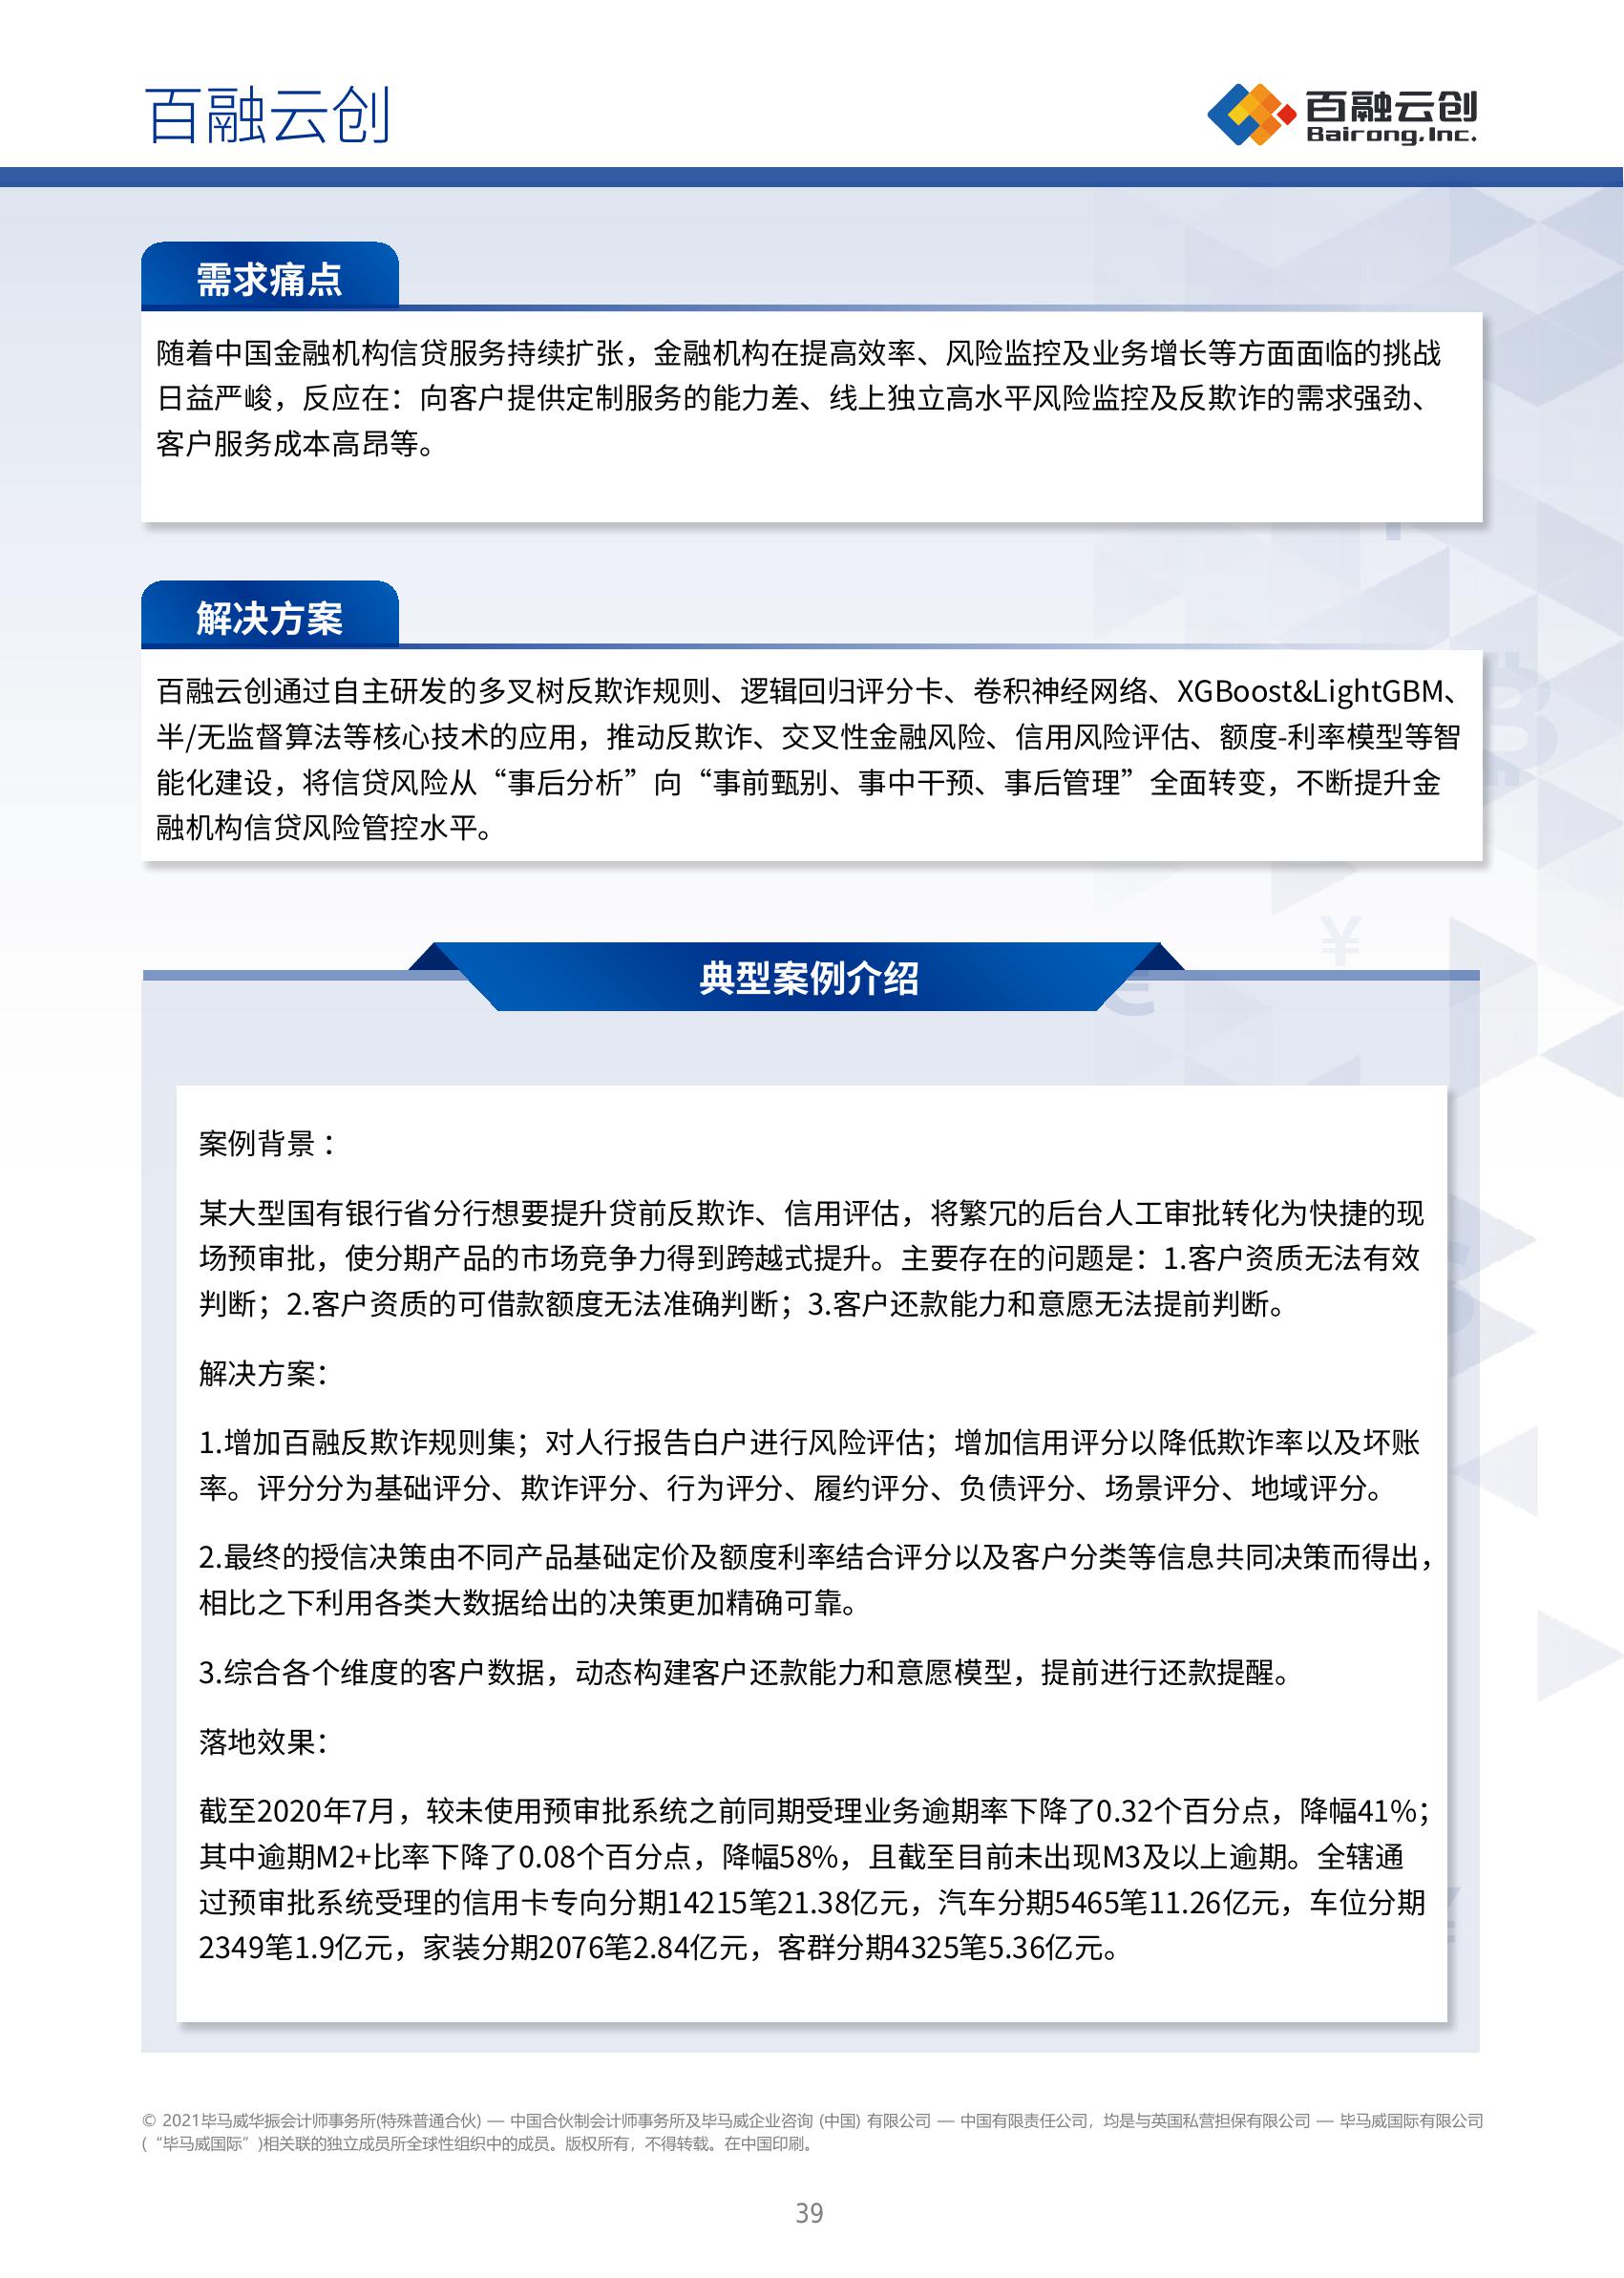 百融云创
百融云创
Bairong.Inc.
需求痛点
随着中国金融机构信贷服务持续扩张，金融机构在提高效率、风险监控及业务增长等方面面临的挑战
日益严峻，反应在：向客户提供定制服务的能力差、线上独立高水平风险监控及反欺诈的需求强劲、
客户服务成本高昂等。
解决方案
百融云创通过自主研发的多叉树反欺诈规则、逻辑回归评分卡、卷积神经网络、XGBoost&LightGBM、
半/无监督算法等核心技术的应用，推动反欺诈、交叉性金融风险、信用风险评估、额度-利率模型等智
能化建设，将信贷风险从“事后分析”向“事前甄别、事中干预、事后管理”全面转变，不断提升金
融机构信贷风险管控水平。
典型案例介绍
案例背景：
某大型国有银行省分行想要提升贷前反欺诈、信用评估，将繁冗的后台人工审批转化为快捷的现
场预审批，使分期产品的市场竞争力得到跨越式提升。主要存在的问题是：1.客户资质无法有效
判断；2.客户资质的可借款额度无法准确判断；3.客户还款能力和意愿无法提前判断。
解决方案：
1.增加百融反欺诈规则集；对人行报告白户进行风险评估；增加信用评分以降低欺诈率以及坏账
率。评分分为基础评分、欺诈评分、行为评分、履约评分、负债评分、场景评分、地域评分。
2.最终的授信决策由不同产品基础定价及额度利率结合评分以及客户分类等信息共同决策而得出，
相比之下利用各类大数据给出的决策更加精确可靠。
3.综合各个维度的客户数据，动态构建客户还款能力和意愿模型，提前进行还款提醒。
落地效果：
截至2020年7月，较未使用预审批系统之前同期受理业务逾期率下降了0.32个百分点，降幅41%；
其中逾期M2+比率下降了0.08个百分点，降幅58%，且截至目前未出现M3及以上逾期。全辖通
过预审批系统受理的信用卡专向分期14215笔21.38亿元，汽车分期5465笔11.26亿元，车位分期
2349笔1.9亿元，家装分期2076笔2.84亿元，客群分期4325笔5.36亿元。
© 2021毕马威华振会计师事务所(特殊普通合伙) — 中国合伙制会计师事务所及毕马威企业咨询 (中国) 有限公司 — 中国有限责任公司，均是与英国私营担保有限公司 — 毕马威国际有限公司
(“毕马威国际”)相关联的独立成员所全球性组织中的成员。版权所有，不得转载。在中国印刷。
39